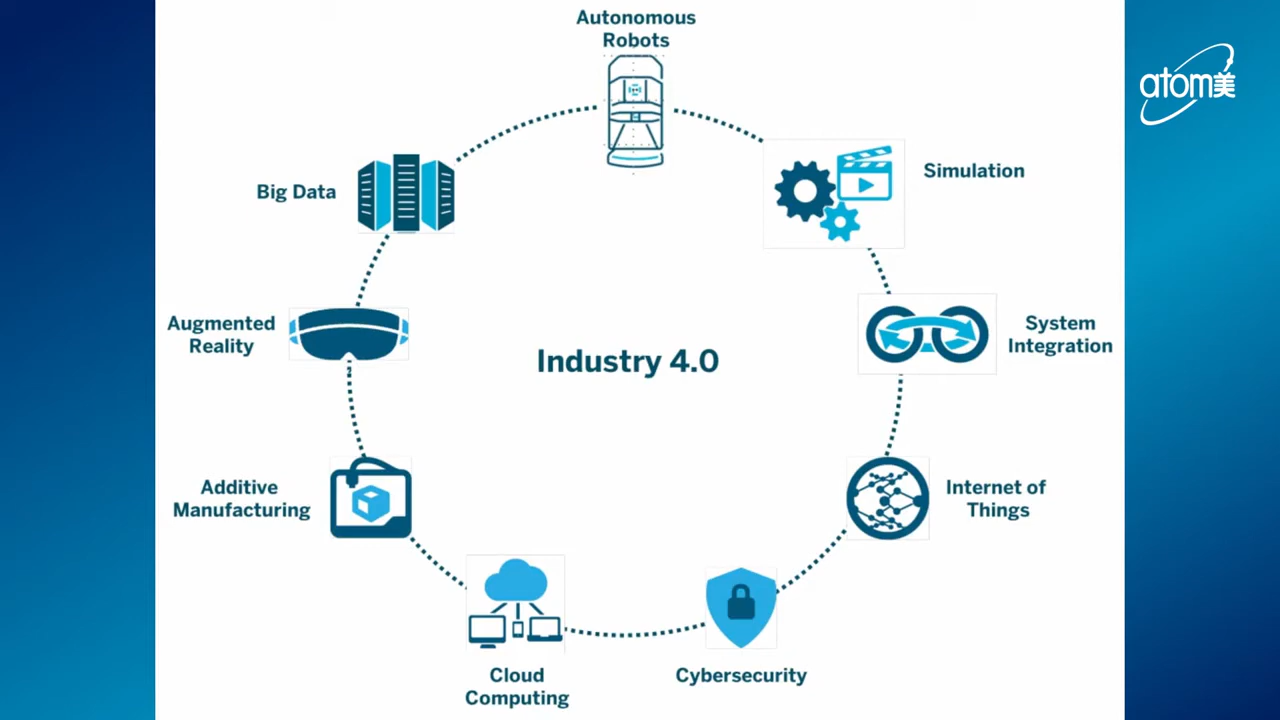 Autonomous
Robots
atom美
Simulation
Big Data
System
Integration
Augmented
Reality
Industry 4.0
Internet of
Things
Additive
Manufacturing
Cybersecurity
Cloud
Computing